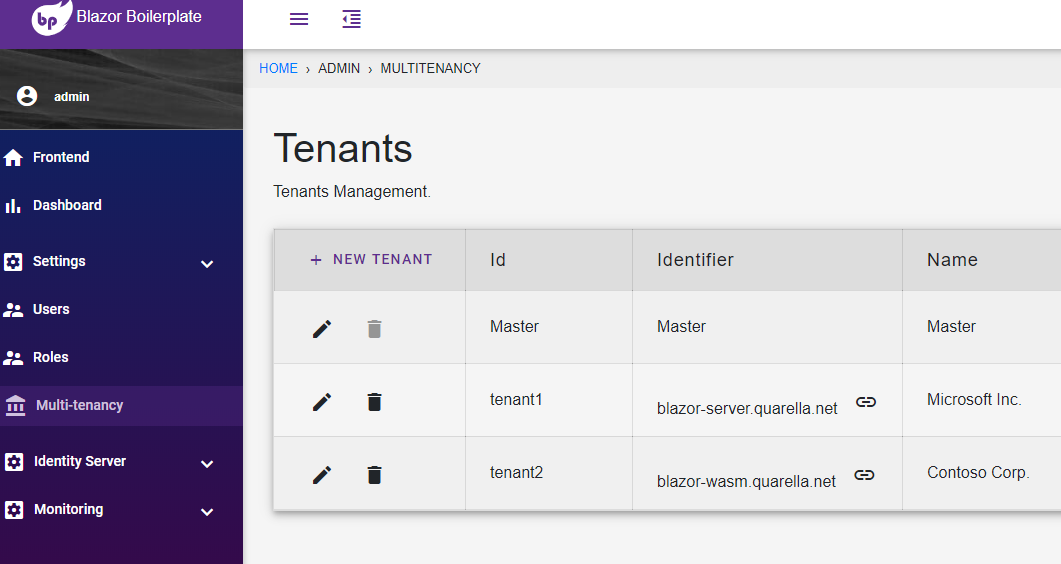 bp Blazor Boilerplate
HOME › ADMIN › MULTITENANCY
admin
Frontend
Dashboard
Settings
Users
Roles
Multi-tenancy
Identity Server
Monitoring
Tenants
Tenants Management.
+ NEW TENANT Id Identifier Name
Master Master Master
tenant1 blazor-server.quarella.net Microsoft Inc.
tenant2 blazor-wasm.quarella.net Contoso Corp.